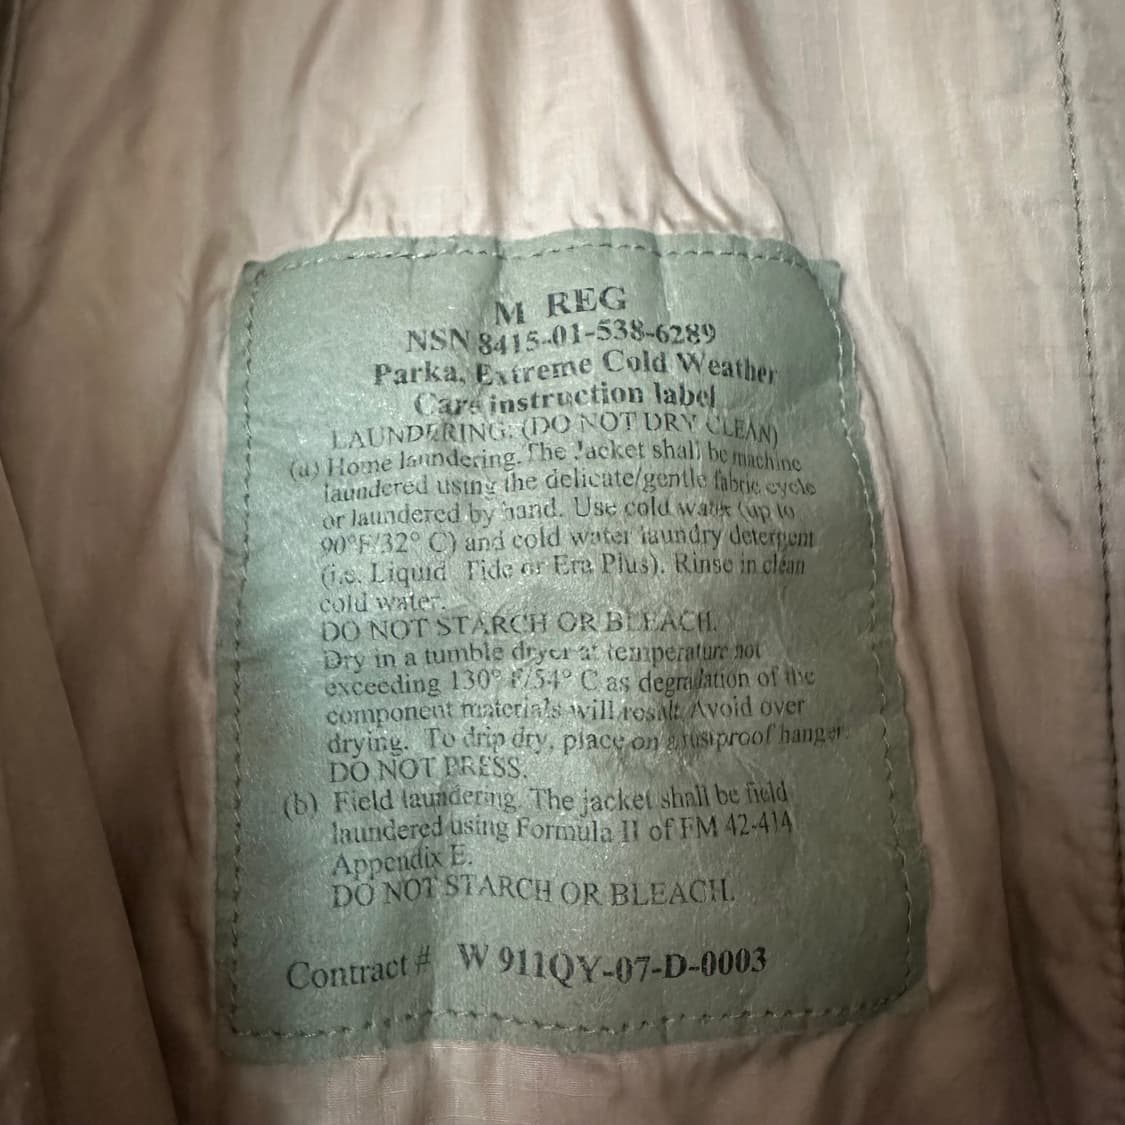 M REG
NSN 8415-01-538-6289
Parka, Extreme Cold Weather
Care instruction label
LAUNDERING. (DO NOT DRY CLEAN)
(a) Home laundering. The Jacket shall be machine
laundered using the delicate/gentle fabric cycle
or laundered by hand. Use cold water (up to
90°F/32° C) and cold water laundry detergent
(i.e. Liquid Tide or Era Plus). Rinse in clean
cold water.
DO NOT STARCH OR BLEACH.
Dry in a tumble dryer at temperature not
exceeding 130° F/54° C as degradation of the
component materials will result. Avoid over
drying. To drip dry, place on a rustproof hanger.
DO NOT PRESS.
(b) Field laundering. The jacket shall be field
laundered using Formula II of FM 42-414
Appendix E.
DO NOT STARCH OR BLEACH.
Contract # W 911QY-07-D-0003